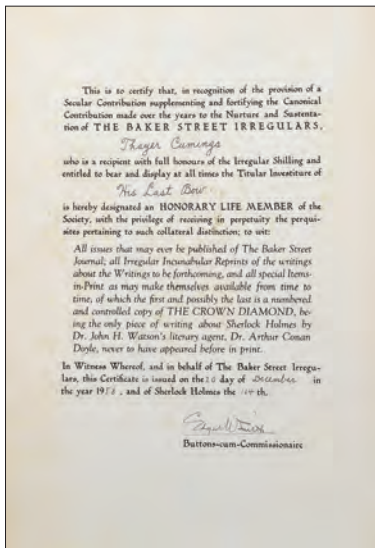 This is to certify that, in recognition of the provision of a
Secular Contribution supplementing and fortifying the Canonical
Contribution made over the years to the Nurture and Sustenta-
tion of THE BAKER STREET IRREGULARS,
Thayer Cumings
who is a recipient with full honours of the Irregular Shilling and
entitled to bear and display at all times the Titular Investiture of
His Last Bow
is hereby designated an HONORARY LIFE MEMBER of the
Society, with the privilege of receiving in perpetuity the perqui-
sites pertaining to such collateral distinction; to wit:
All issues that may ever be published of The Baker Street
Journal; all Irregular Incunabular Reprints of the writings
about the Writings to be forthcoming, and all special Items-
in-Print as may make themselves available from time to
time, of which the first and possibly the last is a numbered
and controlled copy of THE CROWN DIAMOND, be-
ing the only piece of writing about Sherlock Holmes by
Dr. John H. Watson's literary agent, Dr. Arthur Conan
Doyle, never to have appeared before in print.
In Witness Whereof, and in behalf of The Baker Street Irregu-
lars, this Certificate is issued on the day of December in
the year 1958, and of Sherlock Holmes the th.
Edgar W. Smith
Buttons-cum-Commissionaire